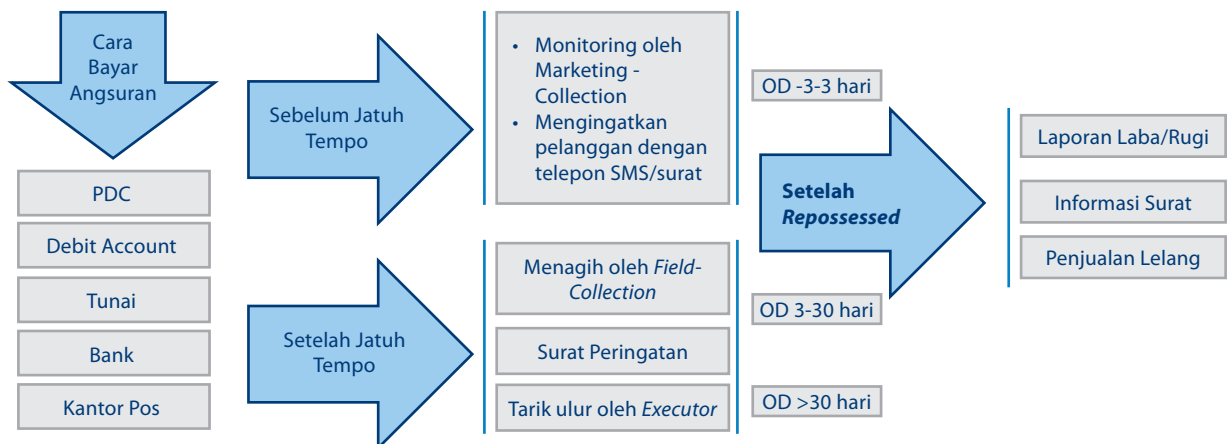 Cara
Bayar
Angsuran
PDC
Debit Account
Tunai
Bank
Kantor Pos
Sebelum Jatuh
Tempo
Setelah Jatuh
Tempo
• Monitoring oleh
Marketing -
Collection
• Mengingatkan
pelanggan dengan
telepon SMS/surat
Menagih oleh Field-
Collection
Surat Peringatan
Tarik ulur oleh Executor
OD -3-3 hari
OD 3-30 hari
OD >30 hari
Setelah
Repossessed
Laporan Laba/Rugi
Informasi Surat
Penjualan Lelang